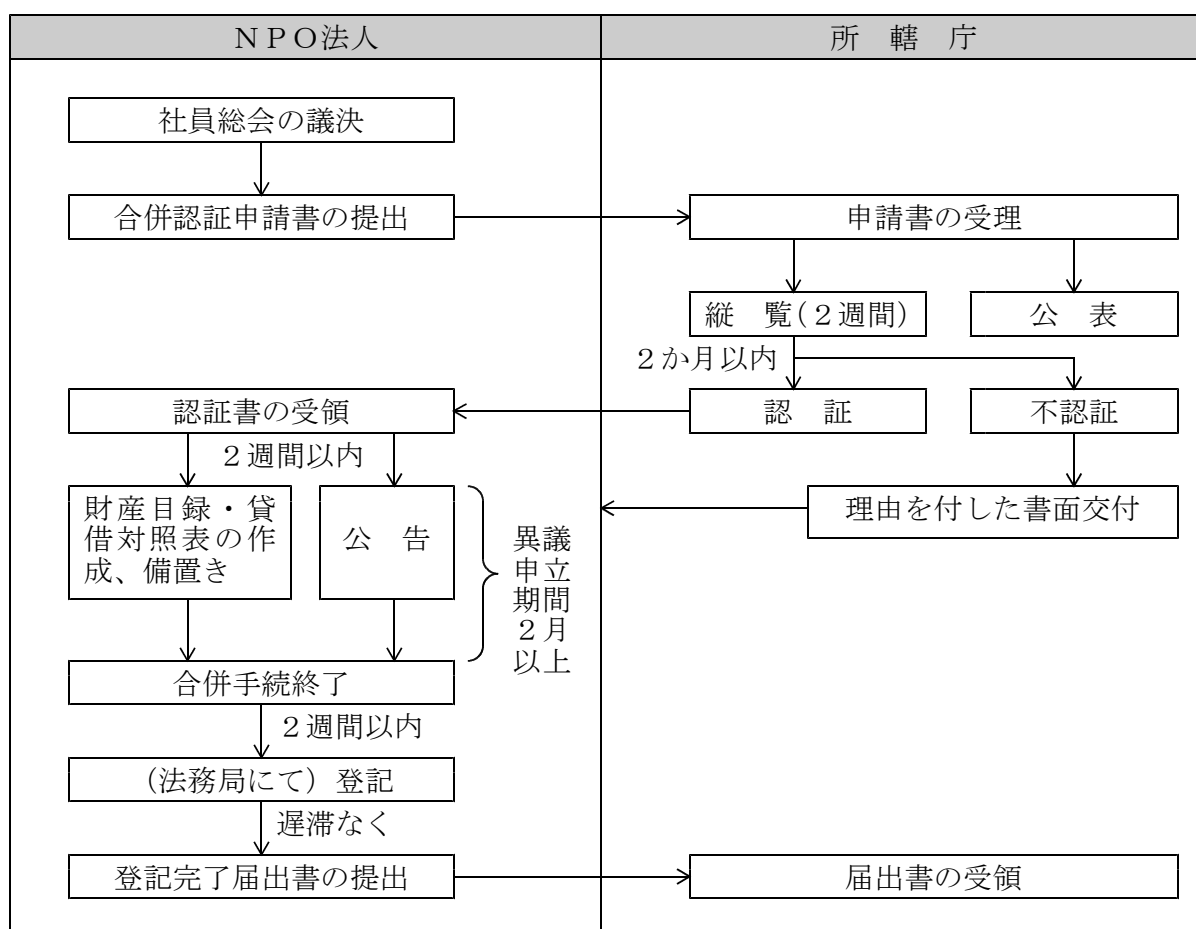 ＮＰＯ法人
所　轄　庁
社員総会の議決
合併認証申請書の提出
申請書の受理
縦　覧（２週間）
公　表
２か月以内
認証書の受領
認　証
不認証
２週間以内
財産目録・貸
借対照表の作
成、備置き
公　告
異議
申立
期間
２月
以上
理由を付した書面交付
合併手続終了
２週間以内
（法務局にて）登記
遅滞なく
登記完了届出書の提出
届出書の受領